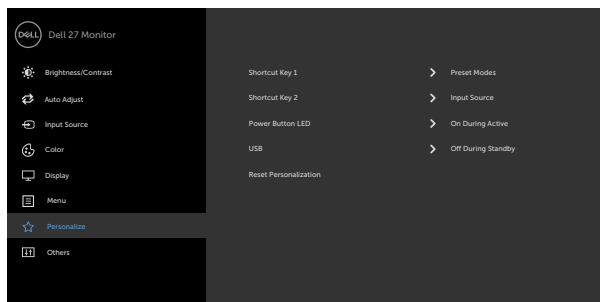 DELL Dell 27 Monitor
Brightness/Contrast
Auto Adjust
Input Source
Color
Display
Menu
Personalize
Others
Shortcut Key 1 Preset Modes
Shortcut Key 2 Input Source
Power Button LED On During Active
USB Off During Standby
Reset Personalization